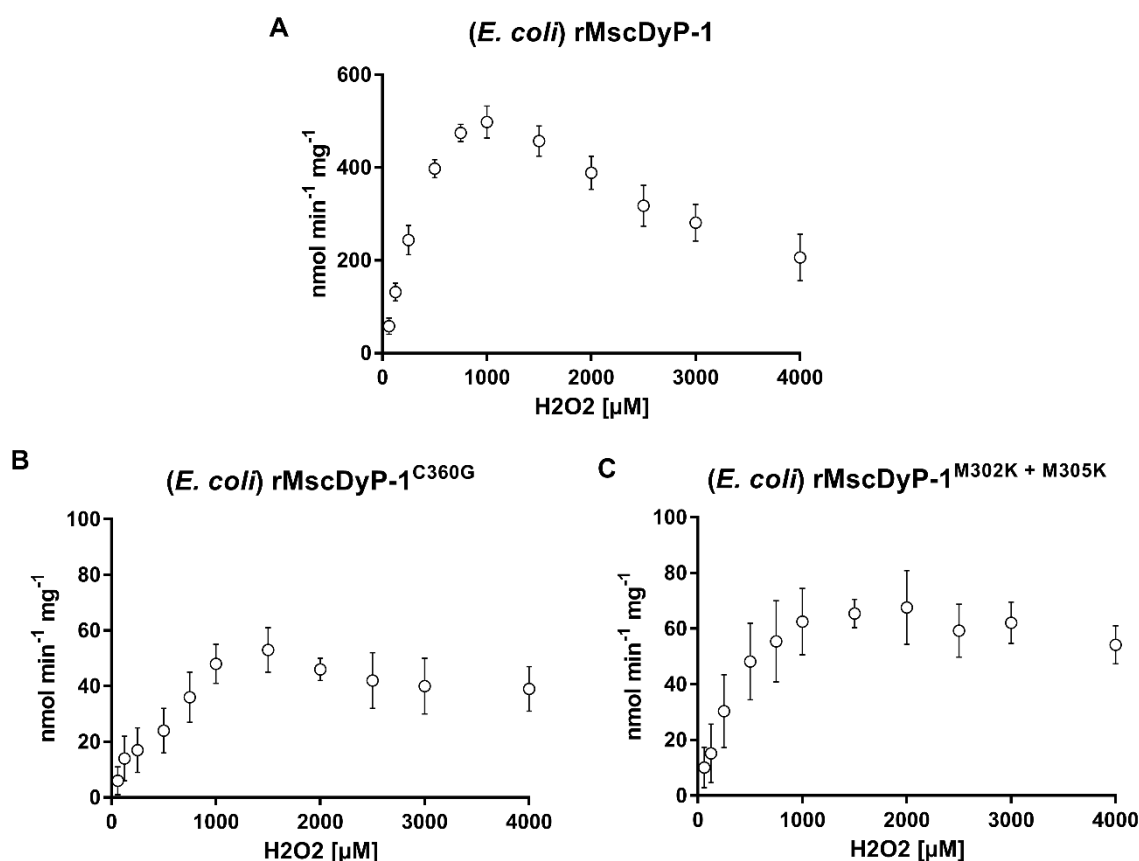 A
(E. coli) rMscDyP-1
600
400
200
0
nmol min-1 mg-1
0 1000 2000 3000 4000
H2O2 [µM]
B
(E. coli) rMscDyP-1C360G
100
80
60
40
20
0
nmol min-1 mg-1
0 1000 2000 3000 4000
H2O2 [µM]
C
(E. coli) rMscDyP-1M302K + M305K
100
80
60
40
20
0
nmol min-1 mg-1
0 1000 2000 3000 4000
H2O2 [µM]